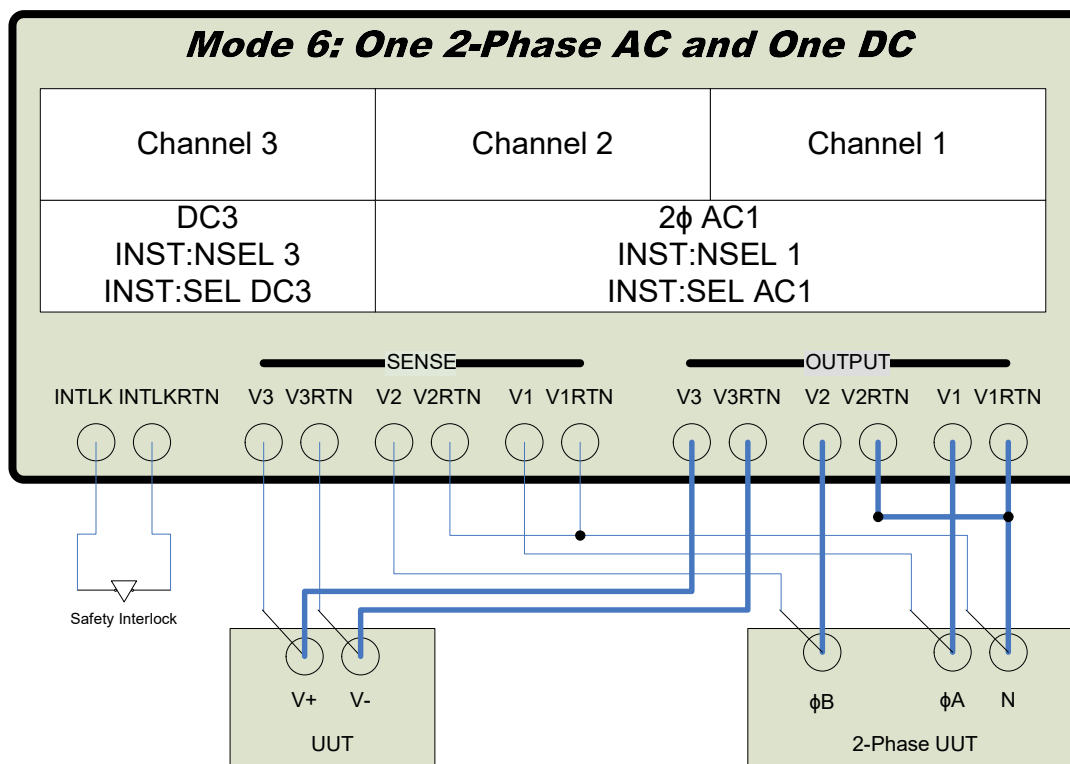 Mode 6: One 2-Phase AC and One DC
Channel 3 Channel 2 Channel 1
DC3
INST:NSEL 3
INST:SEL DC3
2ϕ AC1
INST:NSEL 1
INST:SEL AC1
SENSE OUTPUT
INTLK INTLKRTN V3 V3RTN V2 V2RTN V1 V1RTN V3 V3RTN V2 V2RTN V1 V1RTN
Safety Interlock
V+ V-
UUT
ϕB ϕA N
2-Phase UUT